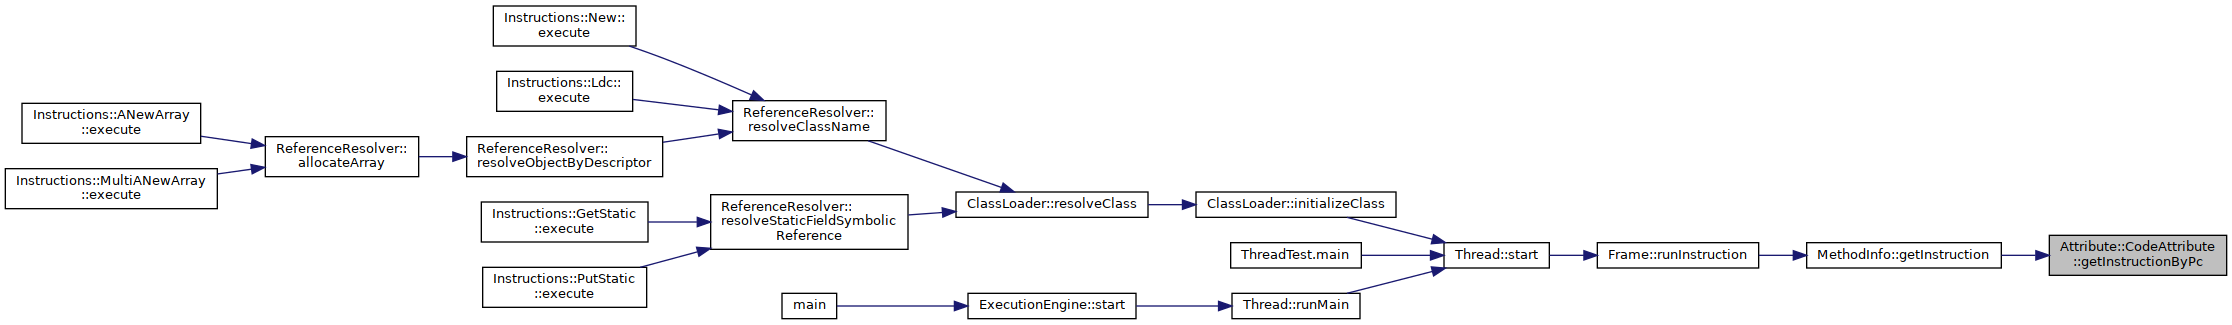 Instructions::New::
execute
Instructions::Ldc::
execute
Instructions::ANewArray
::execute
Instructions::MultiANewArray
::execute
ReferenceResolver::
allocateArray
ReferenceResolver::
resolveObjectByDescriptor
ReferenceResolver::
resolveClassName
Instructions::GetStatic
::execute
Instructions::PutStatic
::execute
ReferenceResolver::
resolveStaticFieldSymbolic
Reference
ClassLoader::resolveClass
ClassLoader::initializeClass
ThreadTest.main
main
ExecutionEngine::start
Thread::runMain
Thread::start
Frame::runInstruction
MethodInfo::getInstruction
Attribute::CodeAttribute
::getInstructionByPc